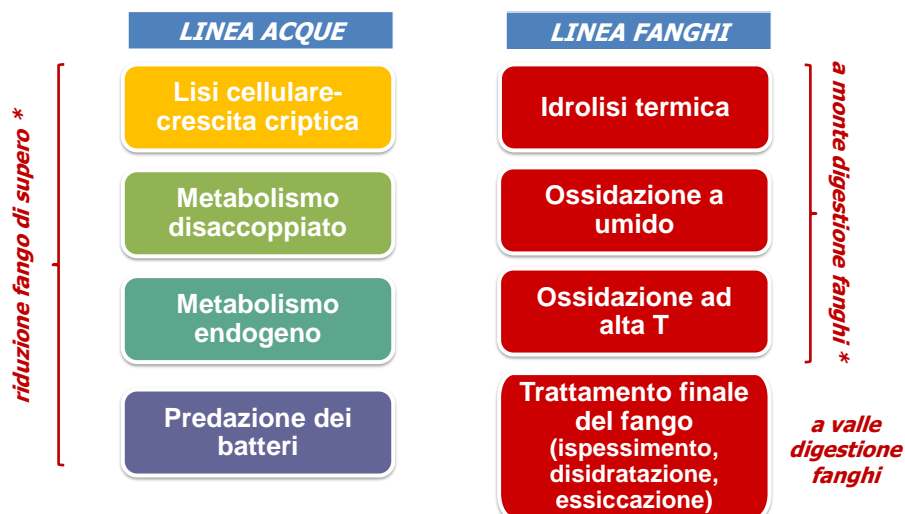 LINEA ACQUE
Lisi cellulare-
crescita criptica
Metabolismo
disaccoppiato
Metabolismo
endogeno
Predazione dei
batteri
riduzione fango di supero *
LINEA FANGHI
Idrolisi termica
Ossidazione a
umido
Ossidazione ad
alta T
Trattamento finale
del fango
(ispessimento,
disidratazione,
essiccazione)
a monte digestione fanghi *
a valle
digestione
fanghi